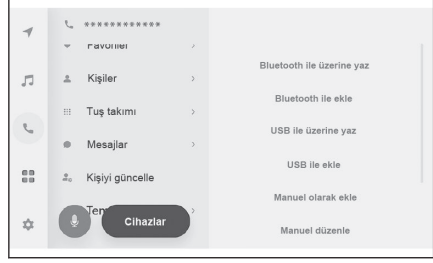 ************
Favoriler
Kişiler
Tuş takımı
Mesajlar
Kişiyi güncelle
Cihazlar
Bluetooth ile üzerine yaz
Bluetooth ile ekle
USB ile üzerine yaz
USB ile ekle
Manuel olarak ekle
Manuel düzenle